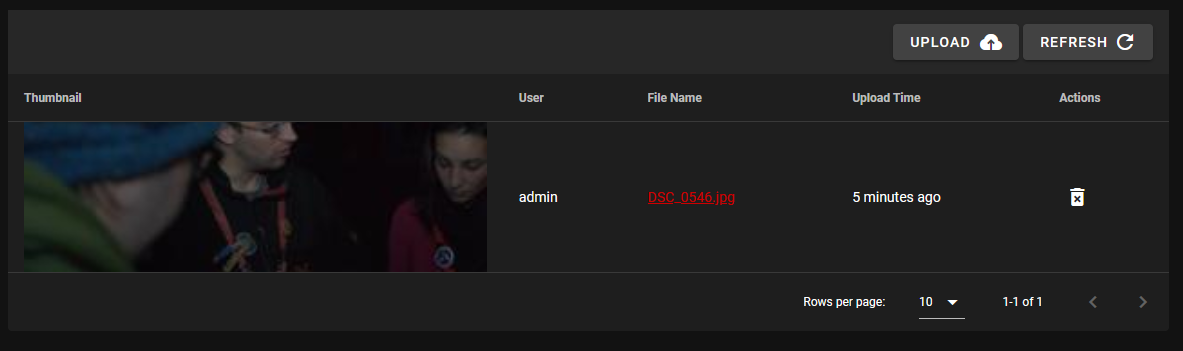 UPLOAD REFRESH
Thumbnail User File Name Upload Time Actions
admin DSC_0546.jpg 5 minutes ago
Rows per page: 10 1-1 of 1